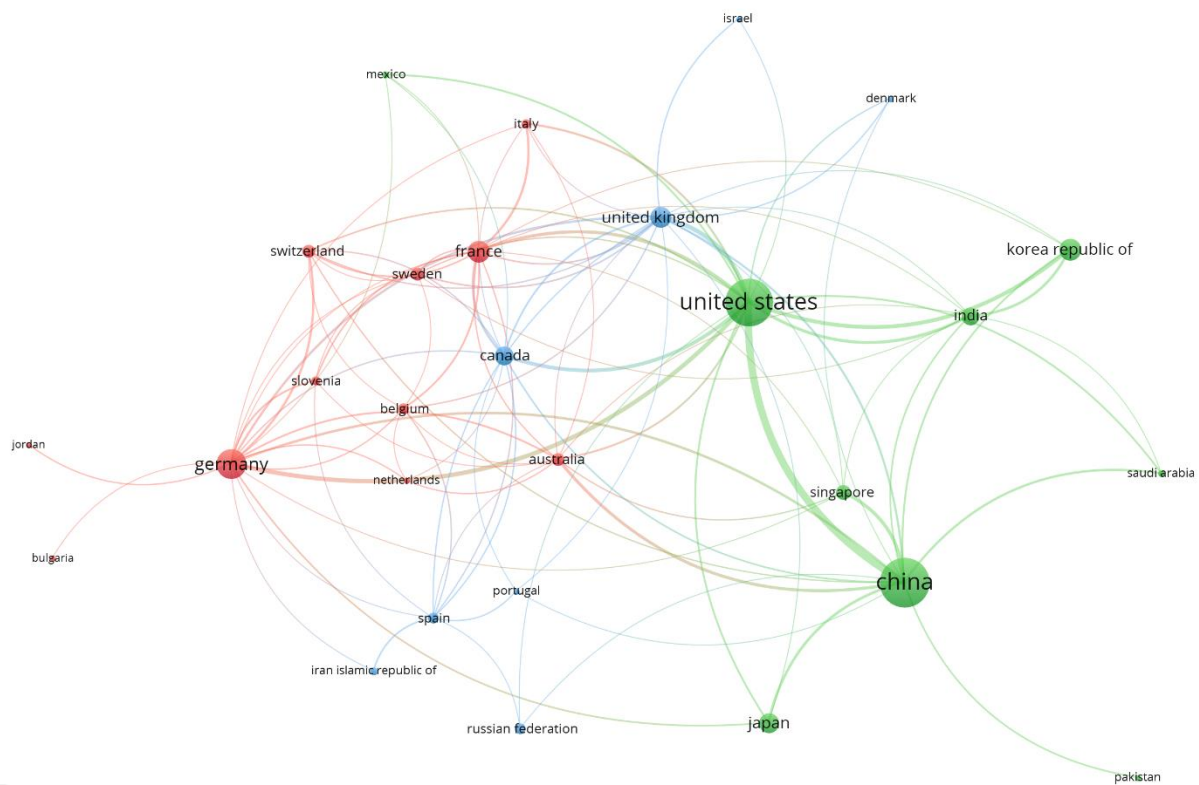 israel
mexico
denmark
italy
united kingdom
switzerland
france
korea republic of
sweden
united states
india
canada
slovenia
belgium
jordan
germany
australia
saudi arabia
netherlands
singapore
bulgaria
china
portugal
spain
iran islamic republic of
japan
russian federation
pakistan